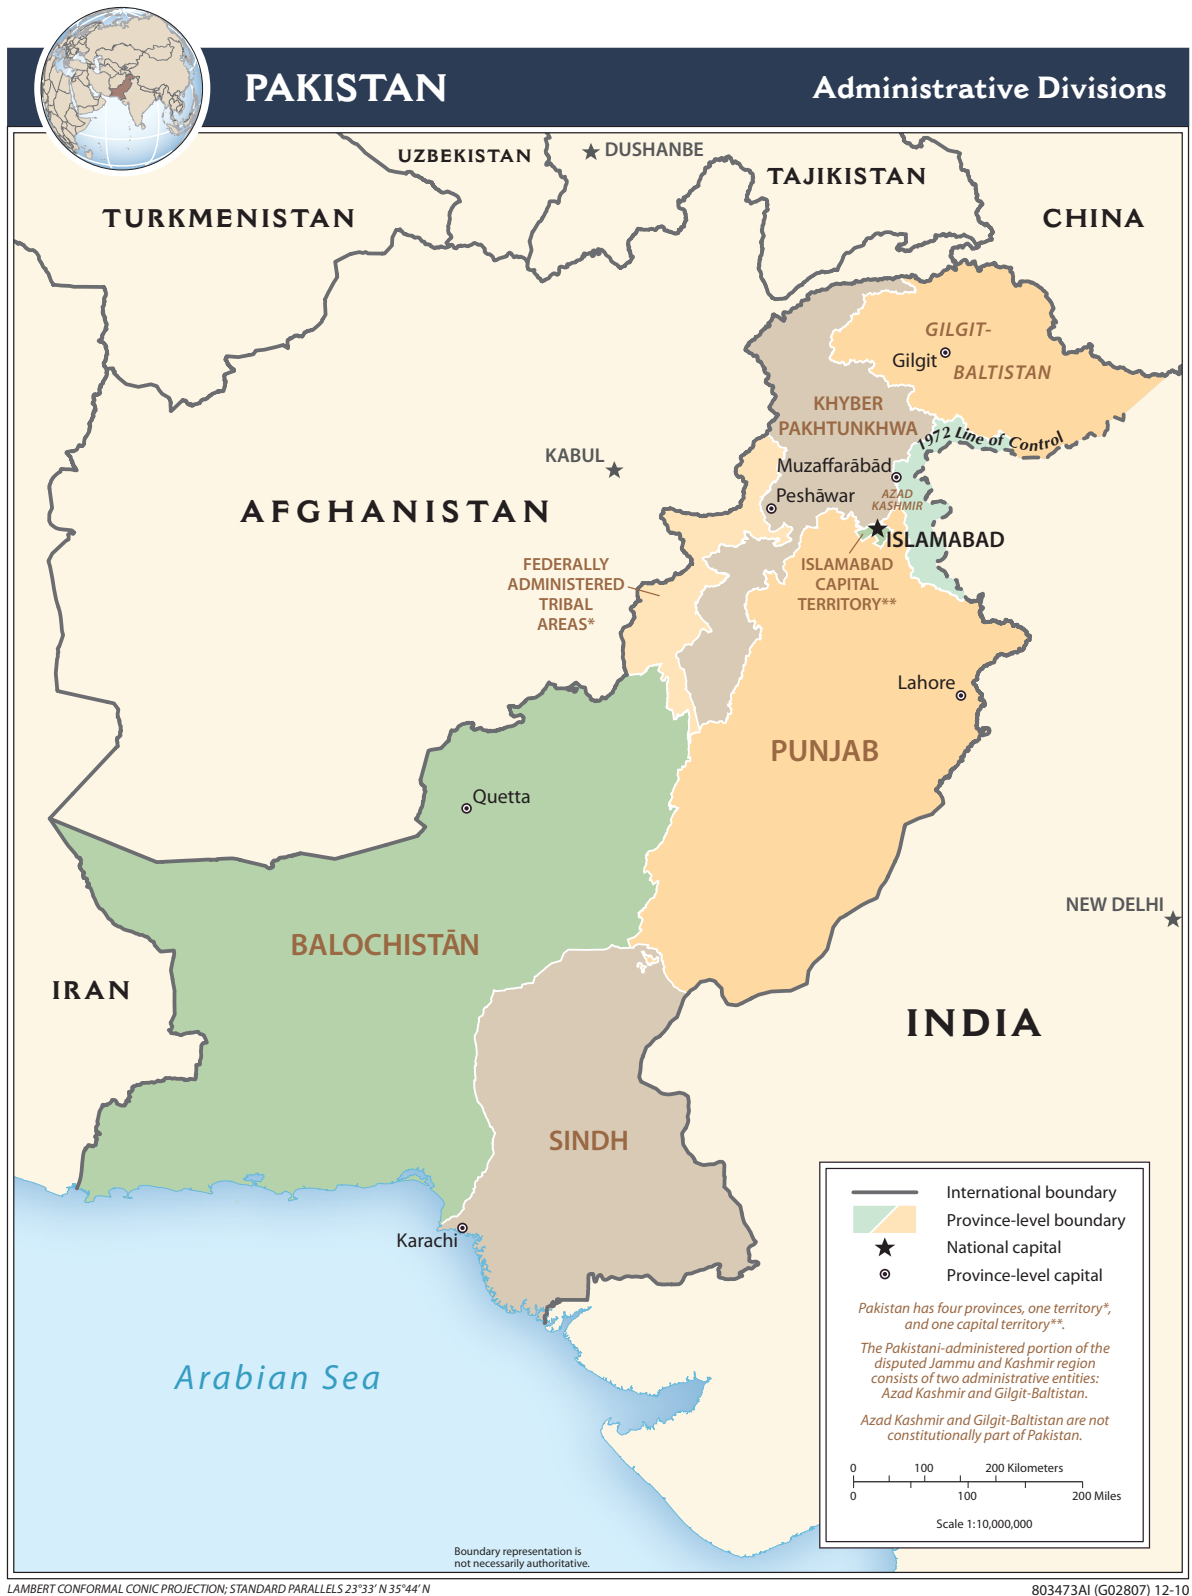 PAKISTAN
Administrative Divisions
UZBEKISTAN
DUSHANBE
TAJIKISTAN
TURKMENISTAN
CHINA
GILGIT-
Gilgit
BALTISTAN
KHYBER
PAKHTUNKHWA
1972 Line of Control
KABUL
Muzaffarābād
Peshāwar
AZAD
KASHMIR
AFGHANISTAN
ISLAMABAD
FEDERALLY
ADMINISTERED
TRIBAL
AREAS*
ISLAMABAD
CAPITAL
TERRITORY**
Lahore
PUNJAB
Quetta
NEW DELHI
BALOCHISTĀN
IRAN
INDIA
SINDH
Karachi
Arabian Sea
International boundary
Province-level boundary
National capital
Province-level capital
Pakistan has four provinces, one territory*,
and one capital territory**.
The Pakistani-administered portion of the
disputed Jammu and Kashmir region
consists of two administrative entities:
Azad Kashmir and Gilgit-Baltistan.
Azad Kashmir and Gilgit-Baltistan are not
constitutionally part of Pakistan.
0 100 200 Kilometers
0 100 200 Miles
Scale 1:10,000,000
Boundary representation is
not necessarily authoritative.
LAMBERT CONFORMAL CONIC PROJECTION; STANDARD PARALLELS 23°33′ N 35°44′ N
803473AI (G02807) 12-10